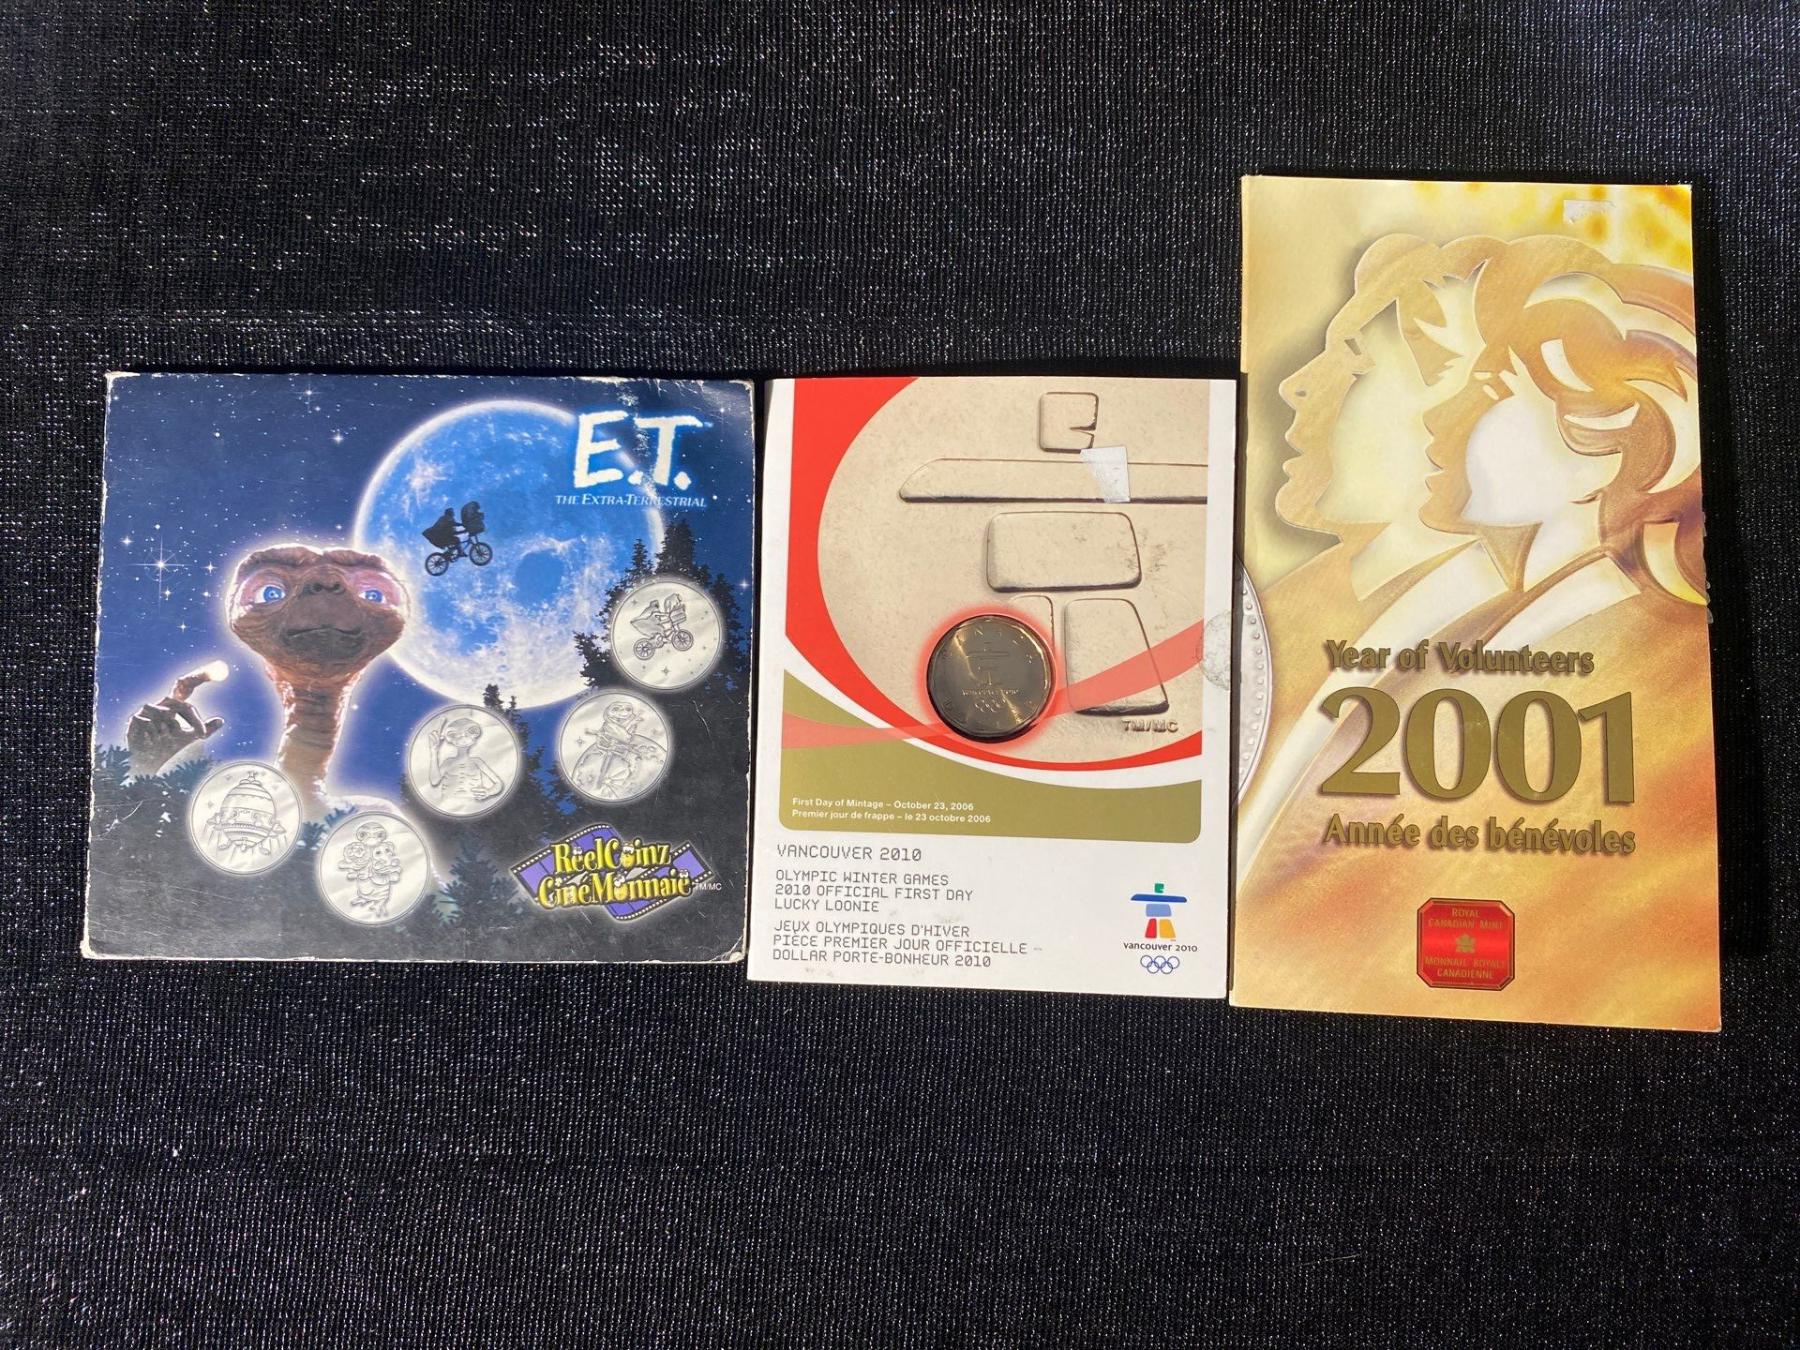 E.T.
THE EXTRA-TERRESTRIAL
ReelCoinz
CinéMonnaie TM/MC
TM/MC
First Day of Mintage – October 23, 2006
Premier jour de frappe – le 23 octobre 2006
VANCOUVER 2010
OLYMPIC WINTER GAMES
2010 OFFICIAL FIRST DAY
LUCKY LOONIE
JEUX OLYMPIQUES D'HIVER
PIÈCE PREMIER JOUR OFFICIELLE –
DOLLAR PORTE-BONHEUR 2010
vancouver 2010
Year of Volunteers
2001
Année des bénévoles
ROYAL
CANADIAN MINT
MONNAIE ROYALE
CANADIENNE